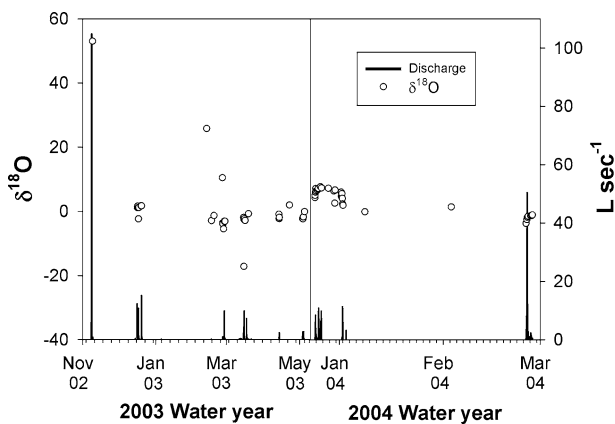 60
40
20
0
-20
-40
δ18O
100
80
60
40
20
0
L sec-1
Discharge
δ18O
Nov 02
Jan 03
Mar 03
May 03
Jan 04
Feb 04
Mar 04
2003 Water year
2004 Water year